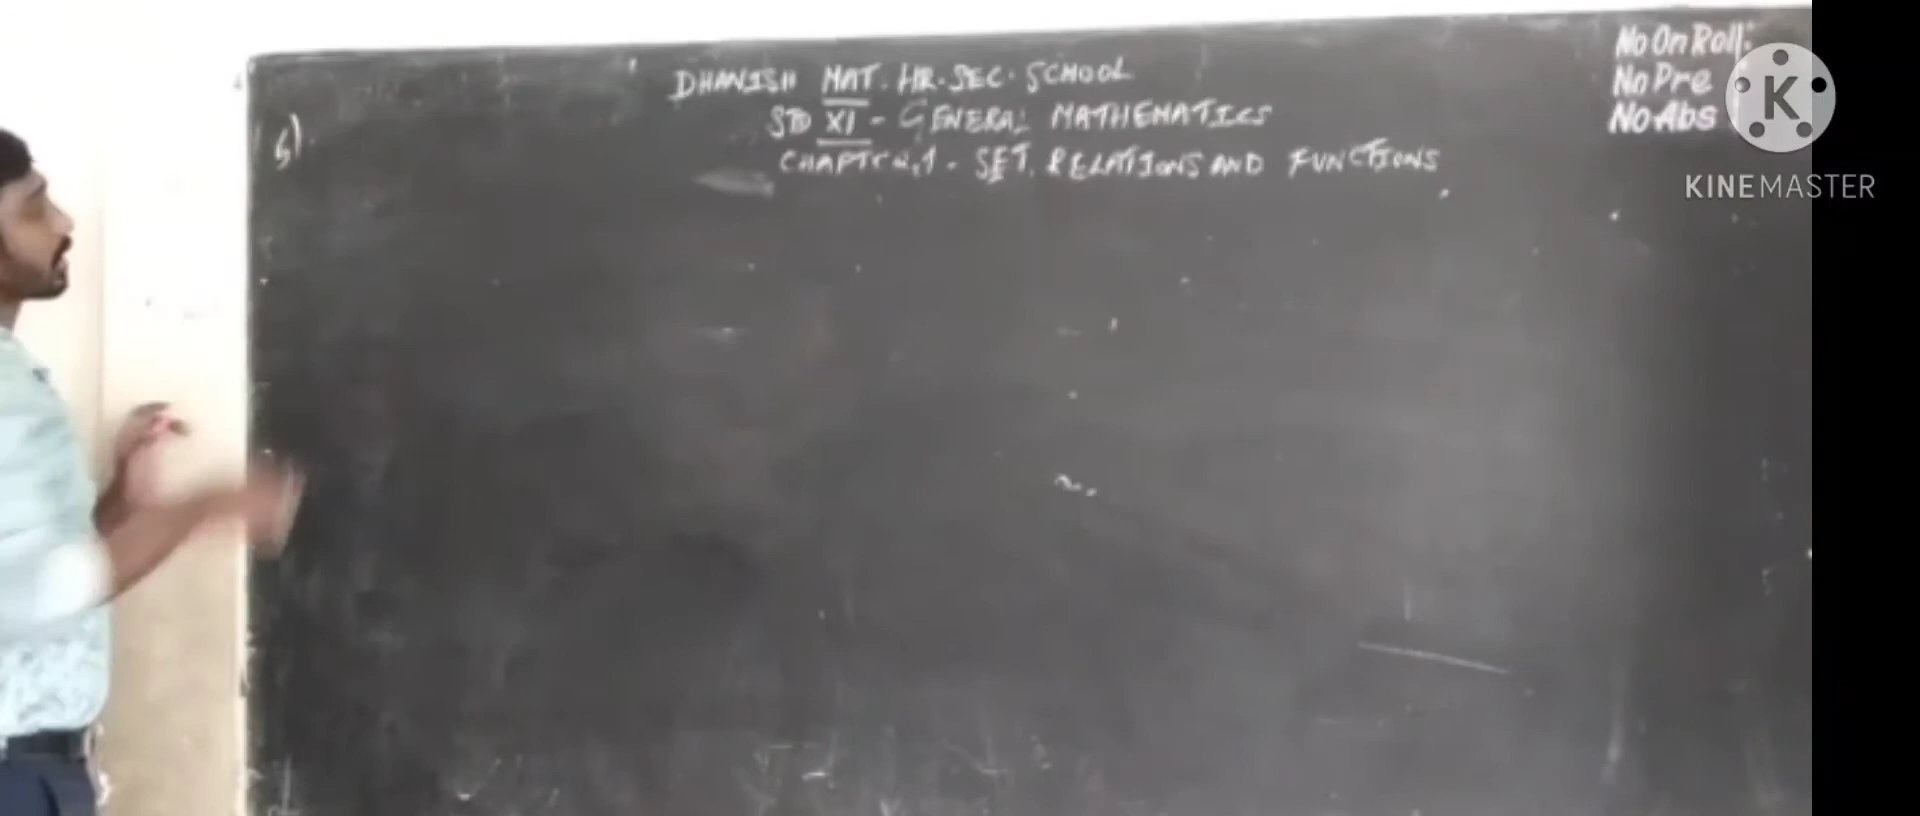 DHANISH MAT. HR. SEC. SCHOOL
STD XI - GENERAL MATHEMATICS
CHAPTER.1 - SET, RELATIONS AND FUNCTIONS
5).
No On Roll:
No Pre
No Abs
K
KINEMASTER